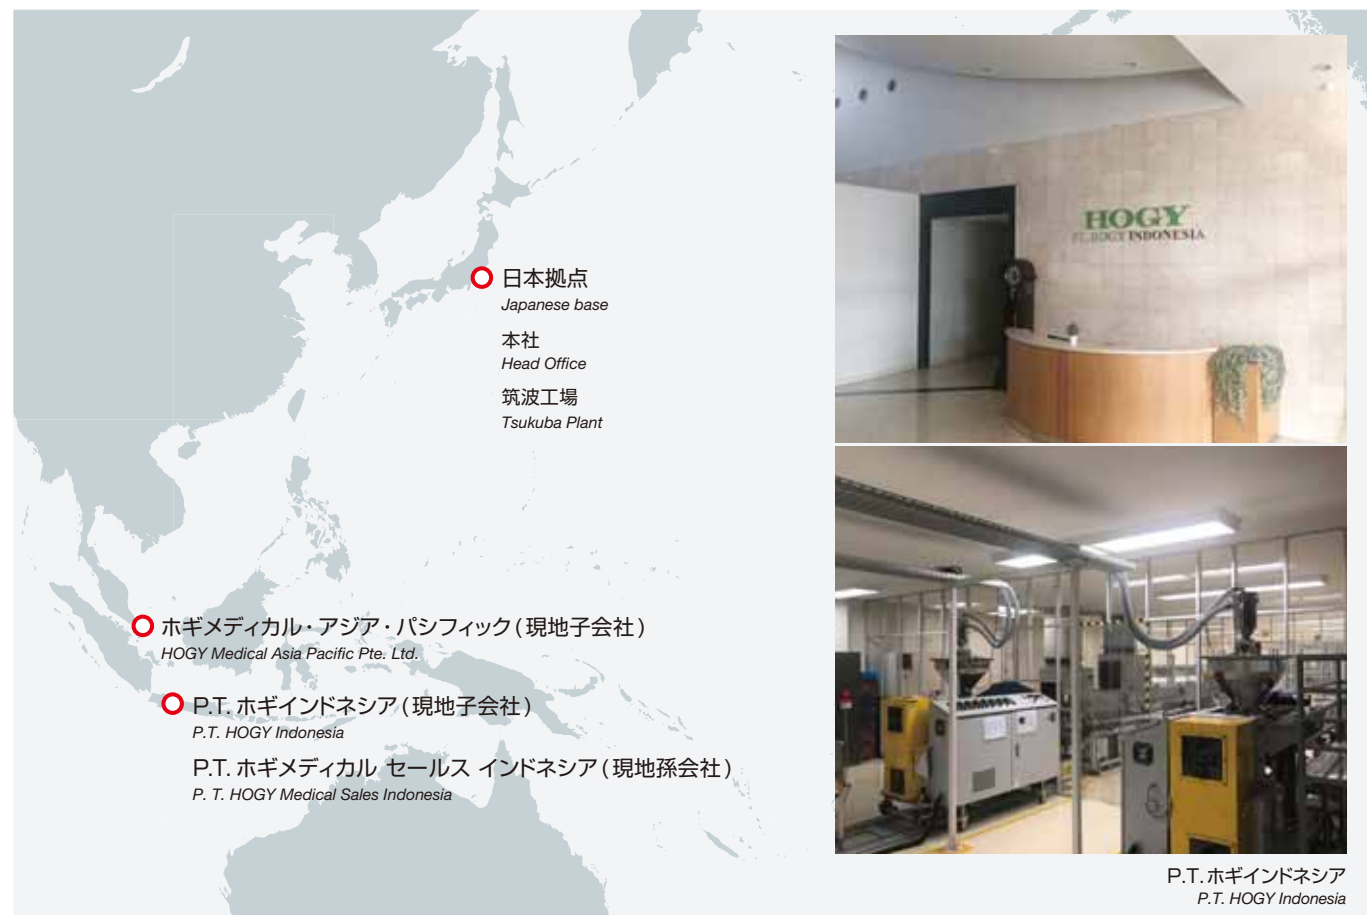 日本拠点
Japanese base
本社
Head Office
筑波工場
Tsukuba Plant
ホギメディカル・アジア・パシフィック(現地子会社)
HOGY Medical Asia Pacific Pte. Ltd.
P.T. ホギインドネシア(現地子会社)
P.T. HOGY Indonesia
P.T. ホギメディカル セールス インドネシア(現地孫会社)
P. T. HOGY Medical Sales Indonesia
HOGY
PT. HOGY INDONESIA
P.T.ホギインドネシア
P.T. HOGY Indonesia